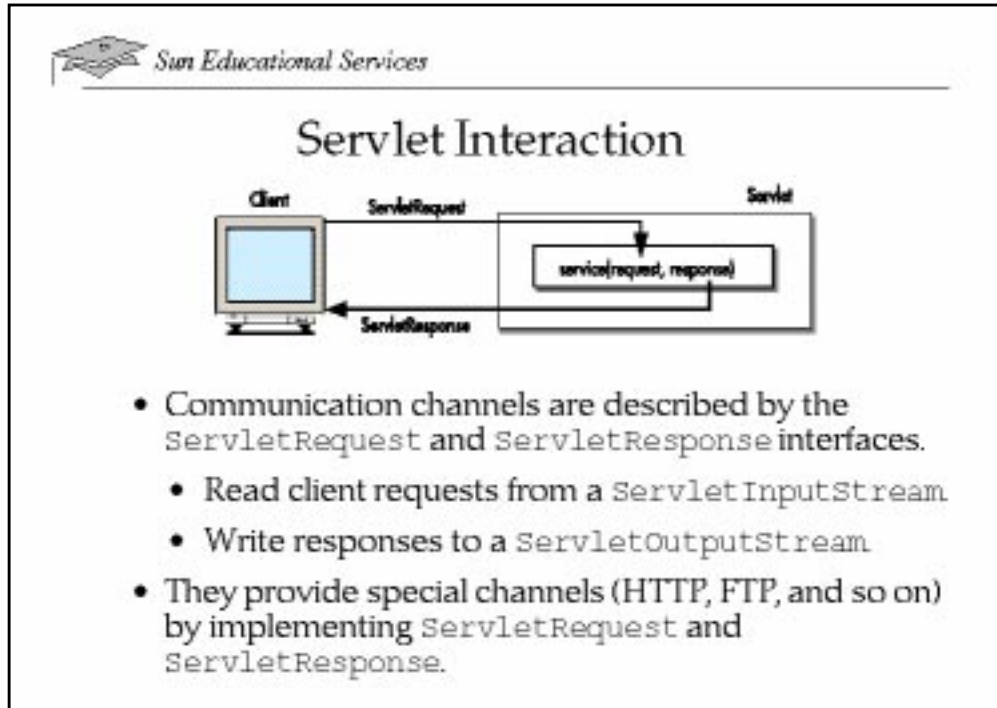 Sun Educational Services
Servlet Interaction
Client
ServletRequest
Servlet
service(request, response)
ServletResponse
• Communication channels are described by the
ServletRequest and ServletResponse interfaces.
• Read client requests from a ServletInputStream
• Write responses to a ServletOutputStream
• They provide special channels (HTTP, FTP, and so on)
by implementing ServletRequest and
ServletResponse.